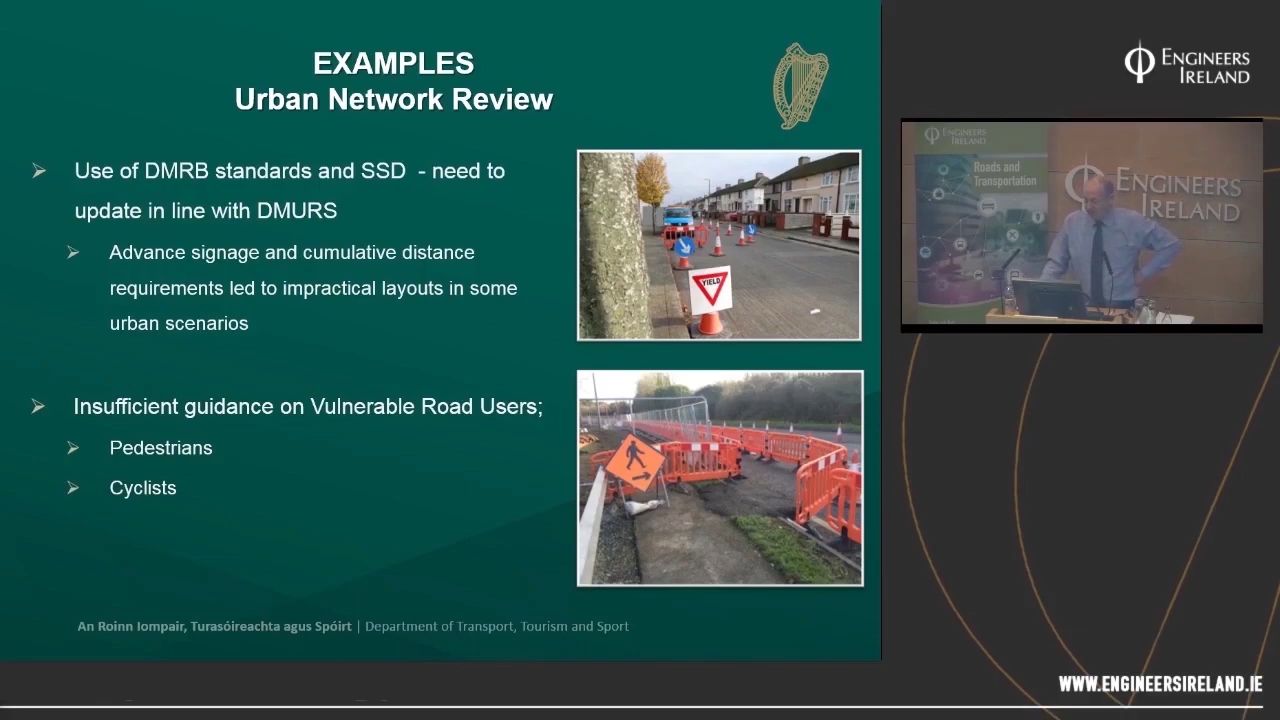 EXAMPLES
Urban Network Review
Use of DMRB standards and SSD - need to
update in line with DMURS
Advance signage and cumulative distance
requirements led to impractical layouts in some
urban scenarios
Insufficient guidance on Vulnerable Road Users;
Pedestrians
Cyclists
An Roinn Iompair, Turasóireachta agus Spóirt | Department of Transport, Tourism and Sport
YIELD
ENGINEERS
IRELAND
ENGINEERS
IRELAND
Roads and
Transportation
ENGINEERS
IRELAND
WWW.ENGINEERSIRELAND.IE